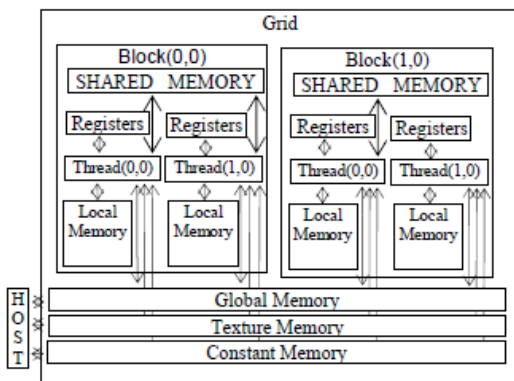 Grid
Block(0,0)
SHARED MEMORY
Registers
Registers
Thread(0,0)
Thread(1,0)
Local
Memory
Local
Memory
Block(1,0)
SHARED MEMORY
Registers
Registers
Thread(0,0)
Thread(1,0)
Local
Memory
Local
Memory
HOST
Global Memory
Texture Memory
Constant Memory